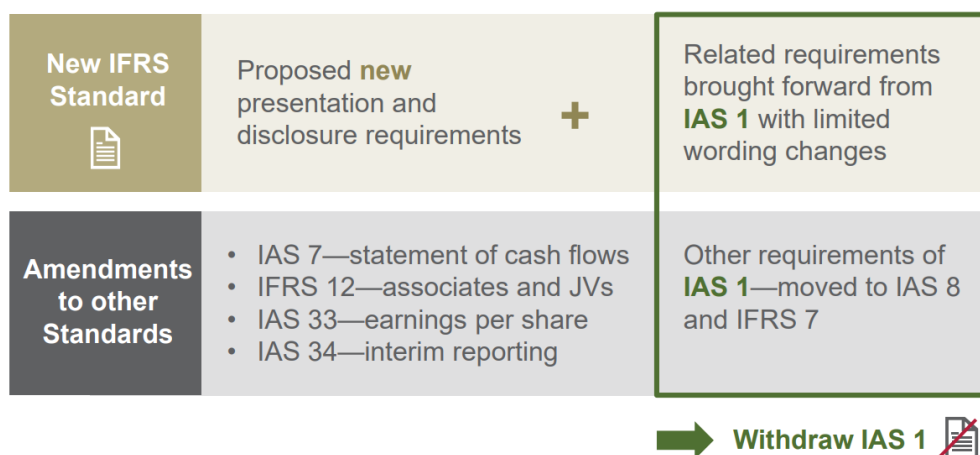 New IFRS
Standard
Proposed new
presentation and
disclosure requirements
+
Related requirements
brought forward from
IAS 1 with limited
wording changes
Amendments
to other
Standards
• IAS 7—statement of cash flows
• IFRS 12—associates and JVs
• IAS 33—earnings per share
• IAS 34—interim reporting
Other requirements of
IAS 1—moved to IAS 8
and IFRS 7
Withdraw IAS 1